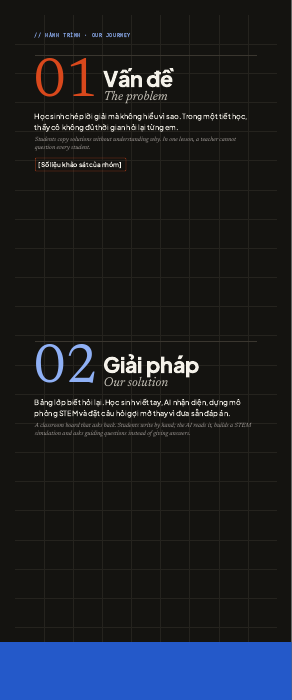 // HÀNH TRÌNH · OUR JOURNEY
01 Vấn đề
The problem
Học sinh chép lời giải mà không hiểu vì sao. Trong một tiết học,
thầy cô không đủ thời gian hỏi lại từng em.
Students copy solutions without understanding why. In one lesson, a teacher cannot
question every student.
[Số liệu khảo sát của nhóm]
02 Giải pháp
Our solution
Bảng lớp biết hỏi lại. Học sinh viết tay, AI nhận diện, dựng mô
phỏng STEM và đặt câu hỏi gợi mở thay vì đưa sẵn đáp án.
A classroom board that asks back. Students write by hand; the AI reads it, builds a STEM
simulation and asks guiding questions instead of giving answers.